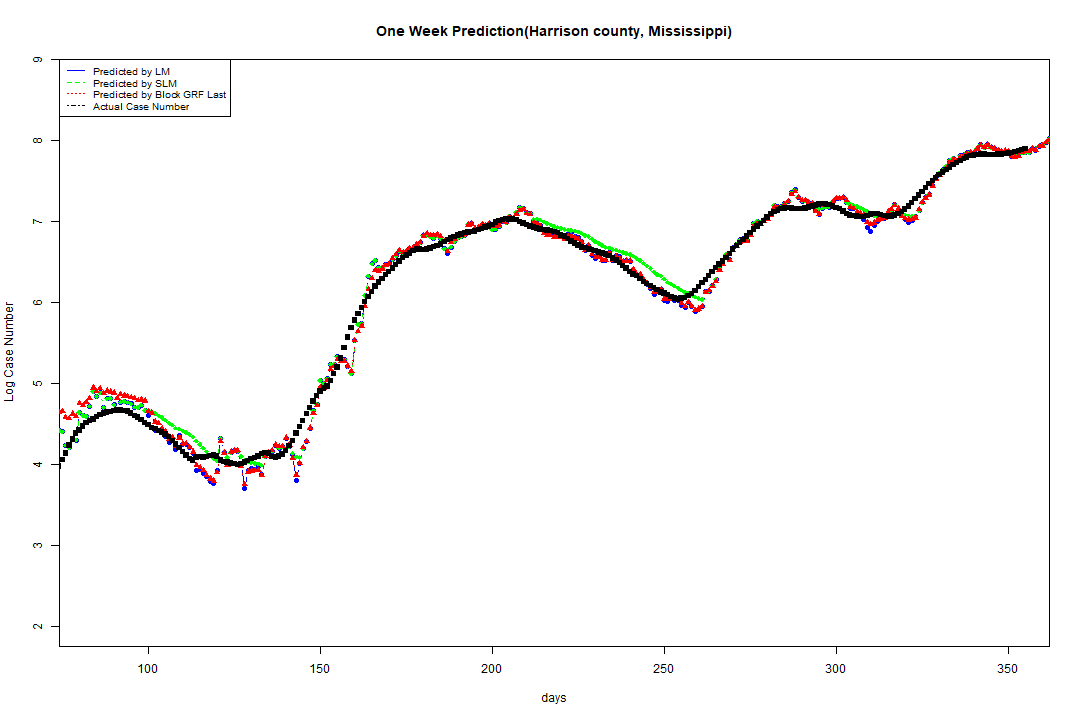 One Week Prediction(Harrison county, Mississippi)
Predicted by LM
Predicted by SLM
Predicted by Block GRF Last
Actual Case Number
9
8
7
6
5
4
3
2
Log Case Number
100 150 200 250 300 350
days